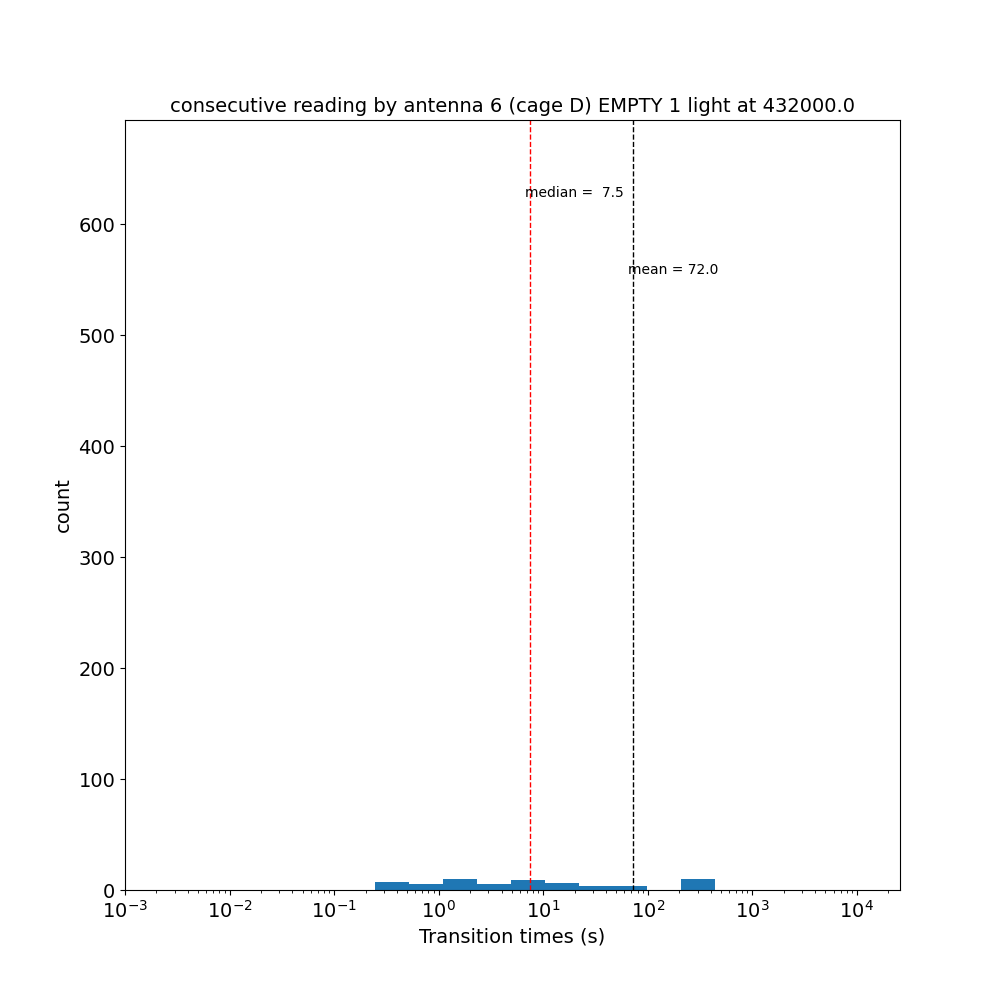 consecutive reading by antenna 6 (cage D) EMPTY 1 light at 432000.0
median =  7.5
mean = 72.0
600
500
400
300
200
100
0
count
10⁻³ 10⁻² 10⁻¹ 10⁰ 10¹ 10² 10³ 10⁴
Transition times (s)